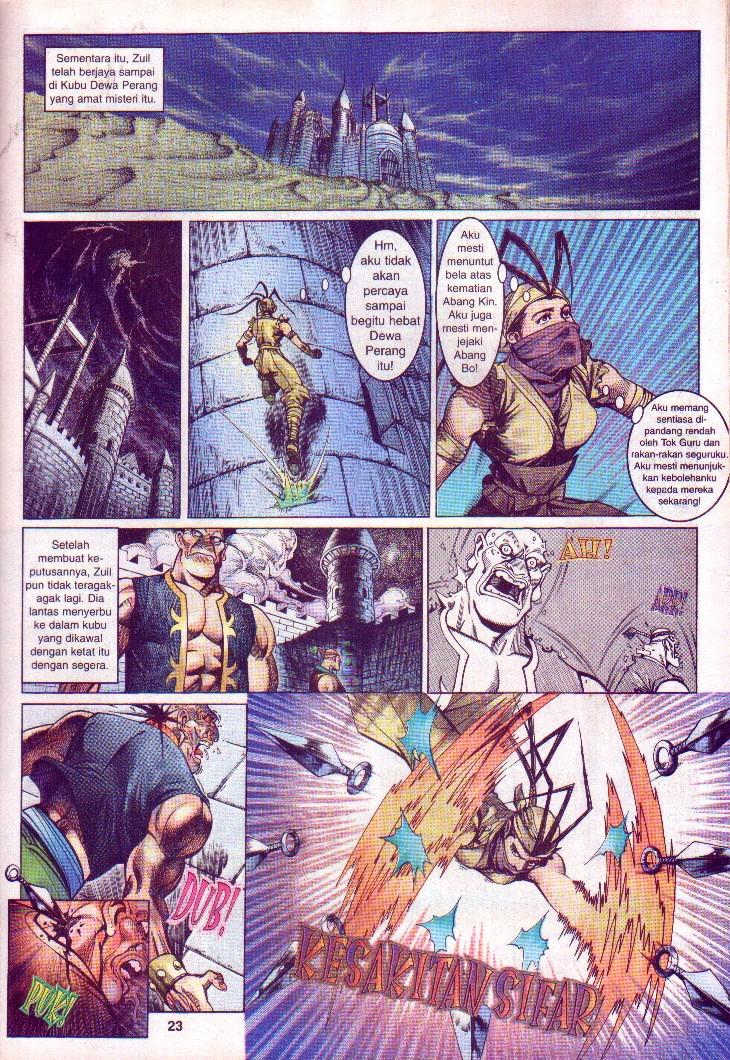 Sementara itu, Zuil
telah berjaya sampai
di Kubu Dewa Perang
yang amat misteri itu.
Hm,
aku tidak
akan
percaya
sampai
begitu hebat
Dewa
Perang
itu!
Aku
mesti
menuntut
bela atas
kematian
Abang Kin.
Aku juga
mesti men-
jejaki
Abang
Bo!
Aku memang
sentiasa di-
pandang rendah
oleh Tok Guru dan
rakan-rakan seguruku.
Aku mesti menunjuk-
kan kebolehanku
kepada mereka
sekarang!
Setelah
membuat ke-
putusannya, Zuil
pun tidak teragak-
agak lagi. Dia
lantas menyerbu
ke dalam kubu
yang dikawal
dengan ketat itu
dengan segera.
DUB!
PUK!
KESAKITAN SIFAR
23